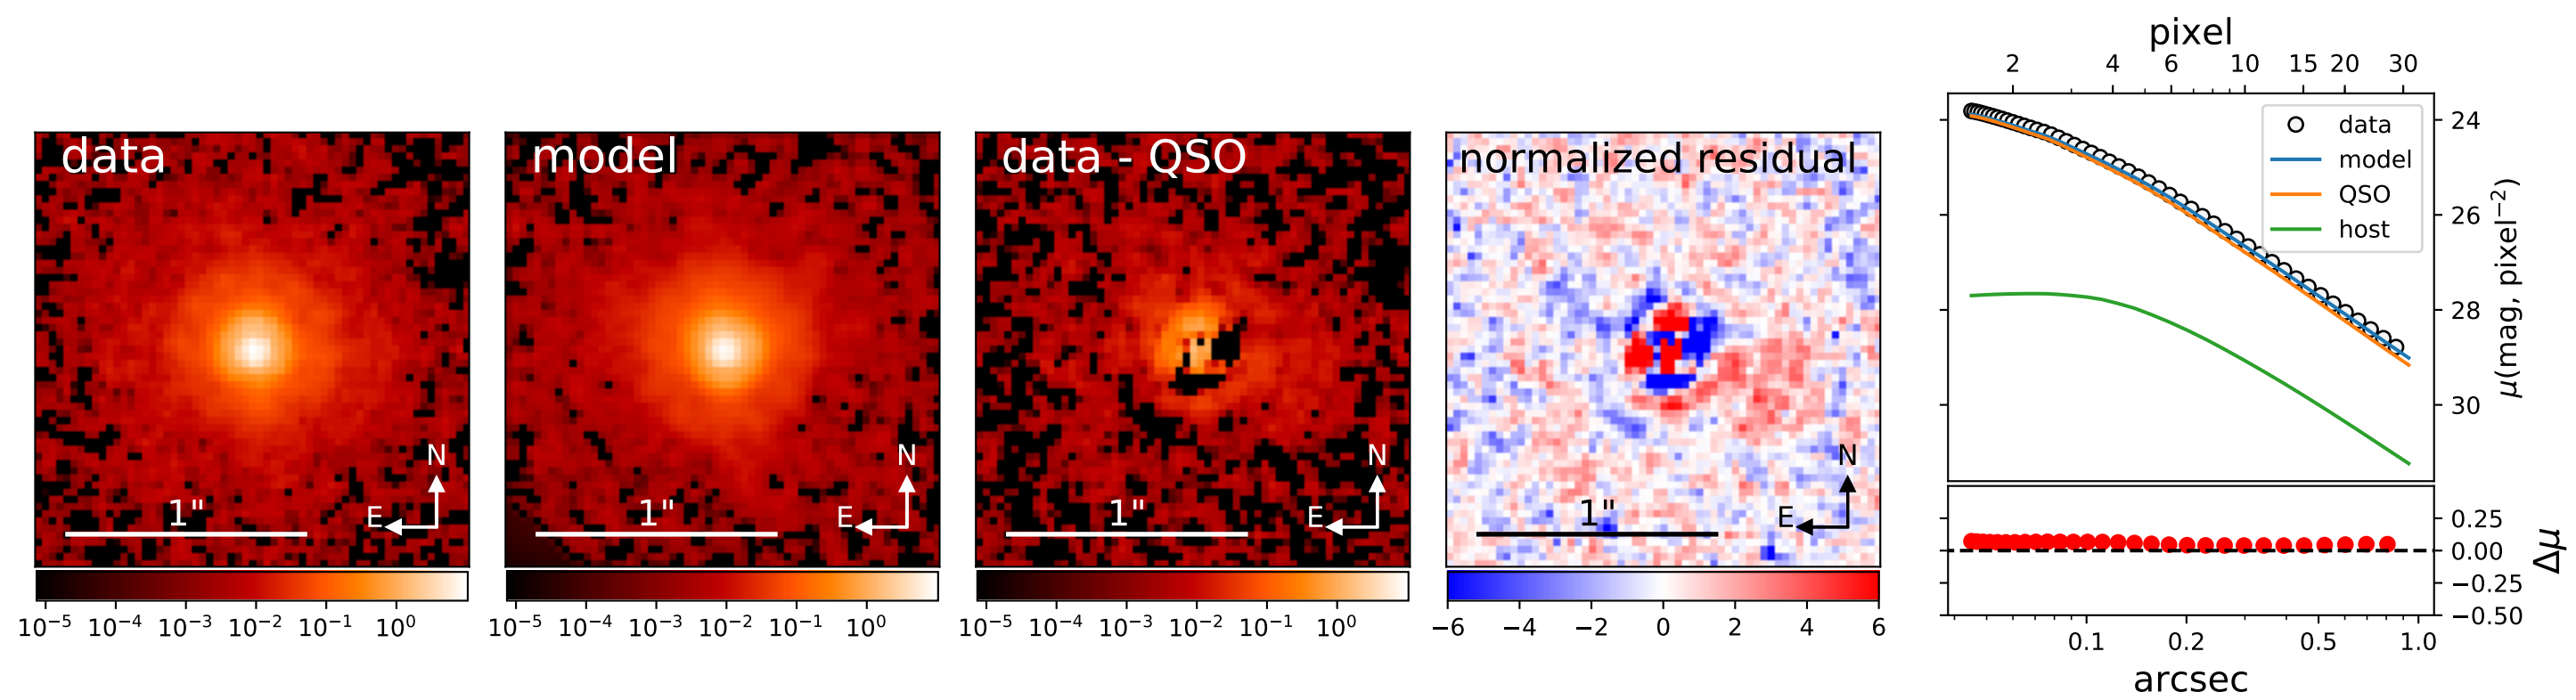 data
N
E
1"
10⁻⁵ 10⁻⁴ 10⁻³ 10⁻² 10⁻¹ 10⁰
model
N
E
1"
10⁻⁵ 10⁻⁴ 10⁻³ 10⁻² 10⁻¹ 10⁰
data - QSO
N
E
1"
10⁻⁵ 10⁻⁴ 10⁻³ 10⁻² 10⁻¹ 10⁰
normalized residual
N
E
1"
−6 −4 −2 0 2 4 6
pixel
2 4 6 10 15 20 30
data
model
QSO
host
24
26
28
30
μ(mag, pixel⁻²)
0.25
0.00
−0.25
−0.50
Δμ
0.1 0.2 0.5 1.0
arcsec